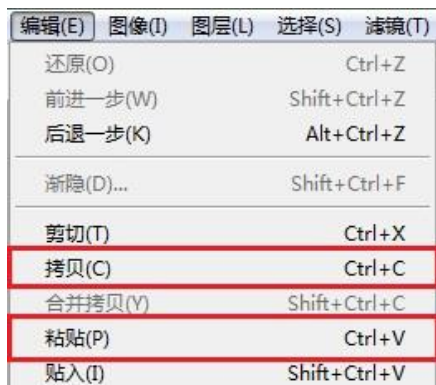 编辑(E) 图像(I) 图层(L) 选择(S) 滤镜(T)
还原(O) Ctrl+Z
前进一步(W) Shift+Ctrl+Z
后退一步(K) Alt+Ctrl+Z
渐隐(D)... Shift+Ctrl+F
剪切(T) Ctrl+X
拷贝(C) Ctrl+C
合并拷贝(Y) Shift+Ctrl+C
粘贴(P) Ctrl+V
贴入(I) Shift+Ctrl+V